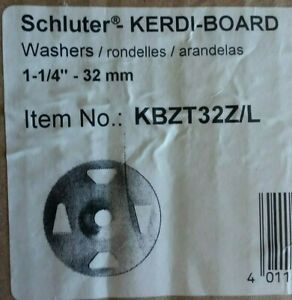 Schluter®- KERDI-BOARD
Washers / rondelles / arandelas
1-1/4" - 32 mm
Item No.: KBZT32Z/L
4 011